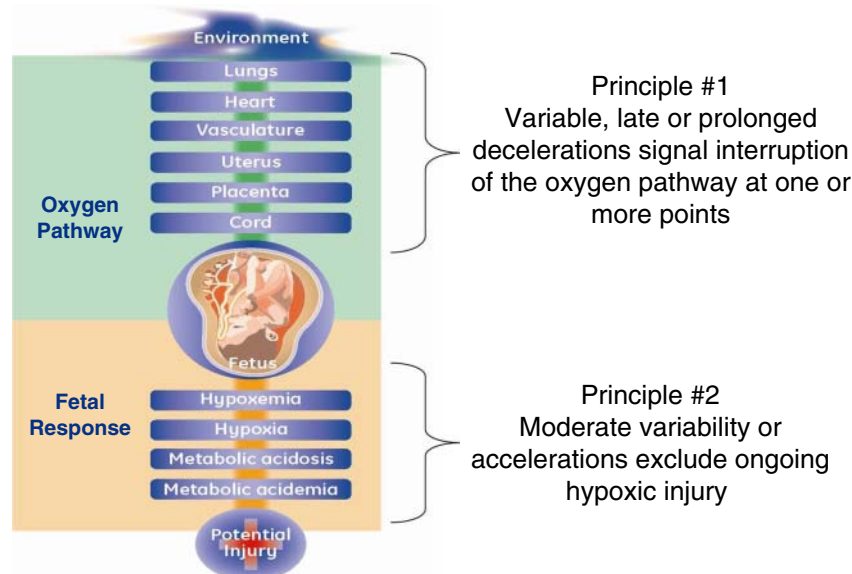 Environment
Lungs
Heart
Vasculature
Uterus
Placenta
Cord
Oxygen
Pathway
Fetus
Fetal
Response
Hypoxemia
Hypoxia
Metabolic acidosis
Metabolic acidemia
Potential
Injury
Principle #1
Variable, late or prolonged
decelerations signal interruption
of the oxygen pathway at one or
more points
Principle #2
Moderate variability or
accelerations exclude ongoing
hypoxic injury